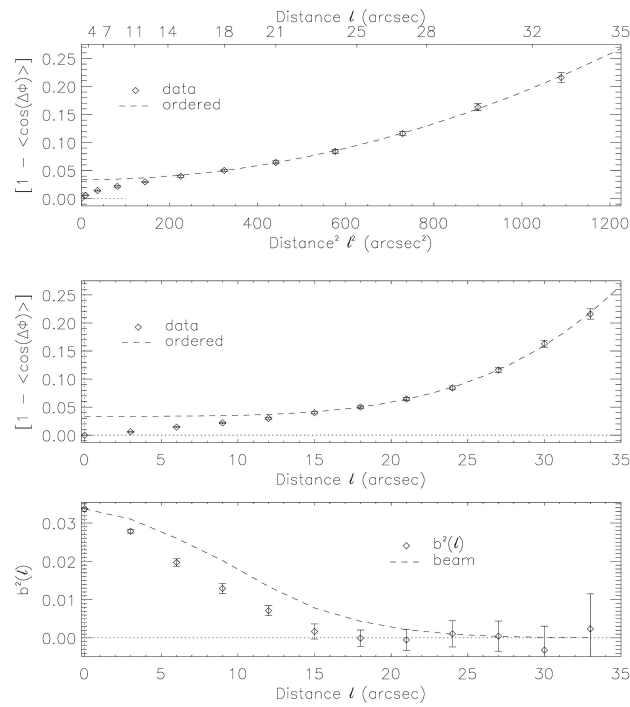 Distance ℓ (arcsec)
4 7 11 14 18 21 25 28 33 35
[1 − <cos(ΔΦ)>]
0.25
0.20
0.15
0.10
0.05
0.00
data
ordered
0 200 400 600 800 1000 1200
Distance² ℓ² (arcsec²)
[1 − <cos(ΔΦ)>]
0.25
0.20
0.15
0.10
0.05
0.00
data
ordered
0 5 10 15 20 25 30 35
Distance ℓ (arcsec)
b²(ℓ)
0.03
0.02
0.01
0.00
b²(ℓ)
beam
0 5 10 15 20 25 30 35
Distance ℓ (arcsec)